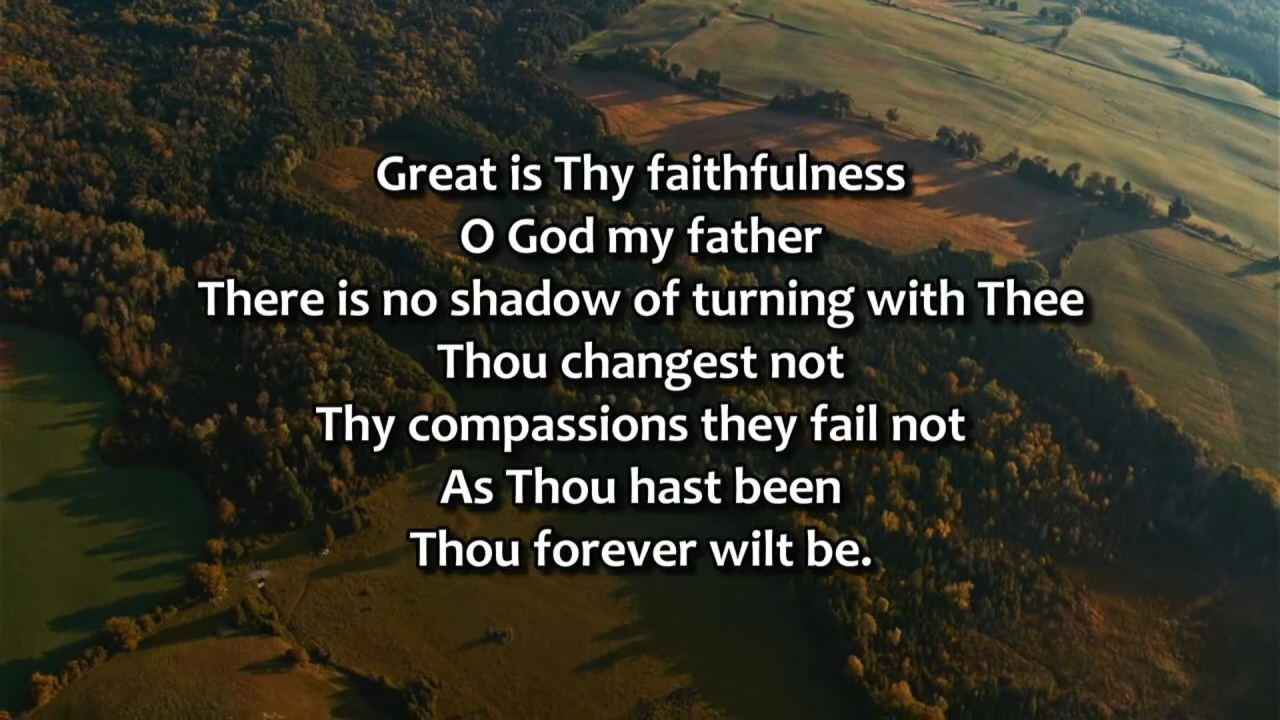 Great is Thy faithfulness
O God my father
There is no shadow of turning with Thee
Thou changest not
Thy compassions they fail not
As Thou hast been
Thou forever wilt be.